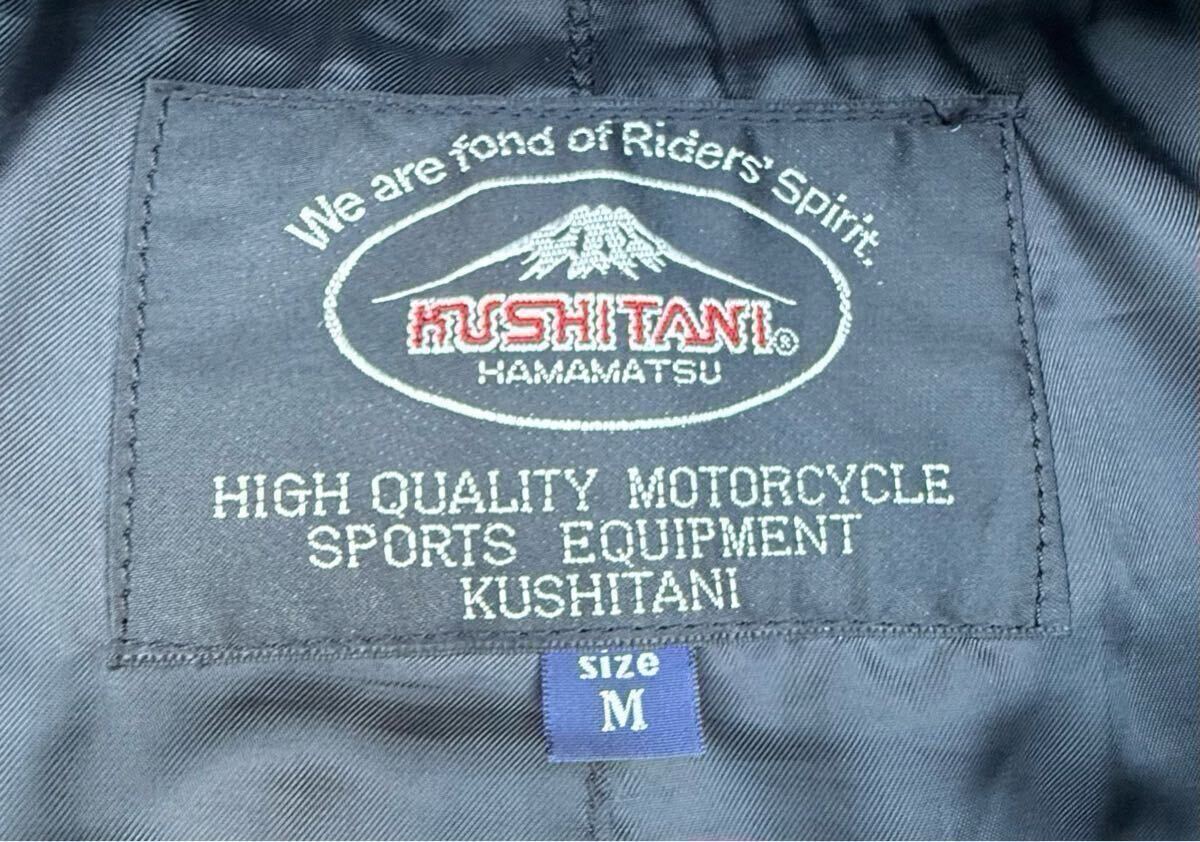 We are fond of Riders' Spirit.
KUSHITANI®
HAMAMATSU
HIGH QUALITY MOTORCYCLE
SPORTS EQUIPMENT
KUSHITANI
size
M